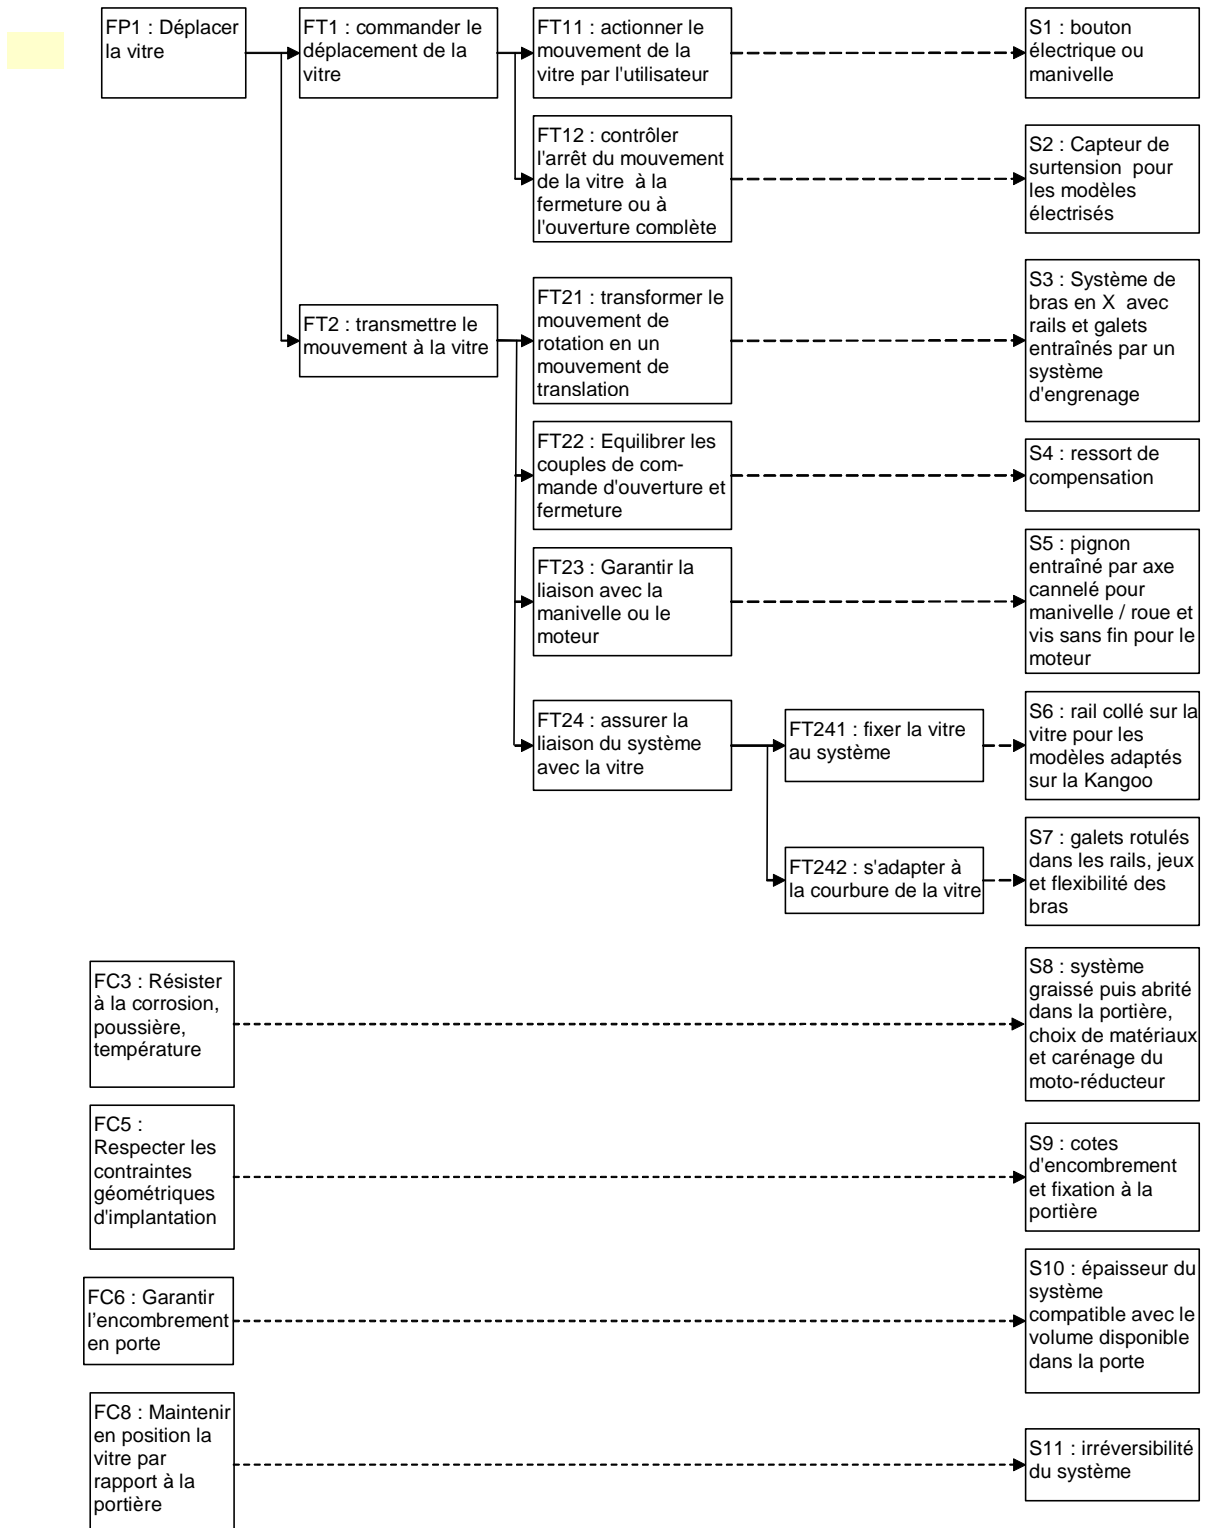 FP1 : Déplacer
la vitre
FT1 : commander le
déplacement de la
vitre
FT11 : actionner le
mouvement de la
vitre par l'utilisateur
S1 : bouton
électrique ou
manivelle
FT12 : contrôler
l'arrêt du mouvement
de la vitre à la
fermeture ou à
l'ouverture complète
S2 : Capteur de
surtension pour
les modèles
électrisés
FT2 : transmettre le
mouvement à la vitre
FT21 : transformer le
mouvement de
rotation en un
mouvement de
translation
S3 : Système de
bras en X avec
rails et galets
entraînés par un
système
d'engrenage
FT22 : Equilibrer les
couples de com-
mande d'ouverture et
fermeture
S4 : ressort de
compensation
FT23 : Garantir la
liaison avec la
manivelle ou le
moteur
S5 : pignon
entraîné par axe
cannelé pour
manivelle / roue et
vis sans fin pour le
moteur
FT24 : assurer la
liaison du système
avec la vitre
FT241 : fixer la vitre
au système
S6 : rail collé sur la
vitre pour les
modèles adaptés
sur la Kangoo
FT242 : s'adapter à
la courbure de la vitre
S7 : galets rotulés
dans les rails, jeux
et flexibilité des
bras
FC3 : Résister
à la corrosion,
poussière,
température
S8 : système
graissé puis abrité
dans la portière,
choix de matériaux
et carénage du
moto-réducteur
FC5 :
Respecter les
contraintes
géométriques
d'implantation
S9 : cotes
d'encombrement
et fixation à la
portière
FC6 : Garantir
l’encombrement
en porte
S10 : épaisseur du
système
compatible avec le
volume disponible
dans la porte
FC8 : Maintenir
en position la
vitre par
rapport à la
portière
S11 : irréversibilité
du système